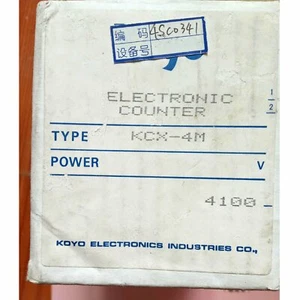 编 码 4SC0341
设备号
ELECTRONIC
COUNTER
1
2
TYPE KCX-4M
POWER V
4100-
KOYO ELECTRONICS INDUSTRIES CO.,